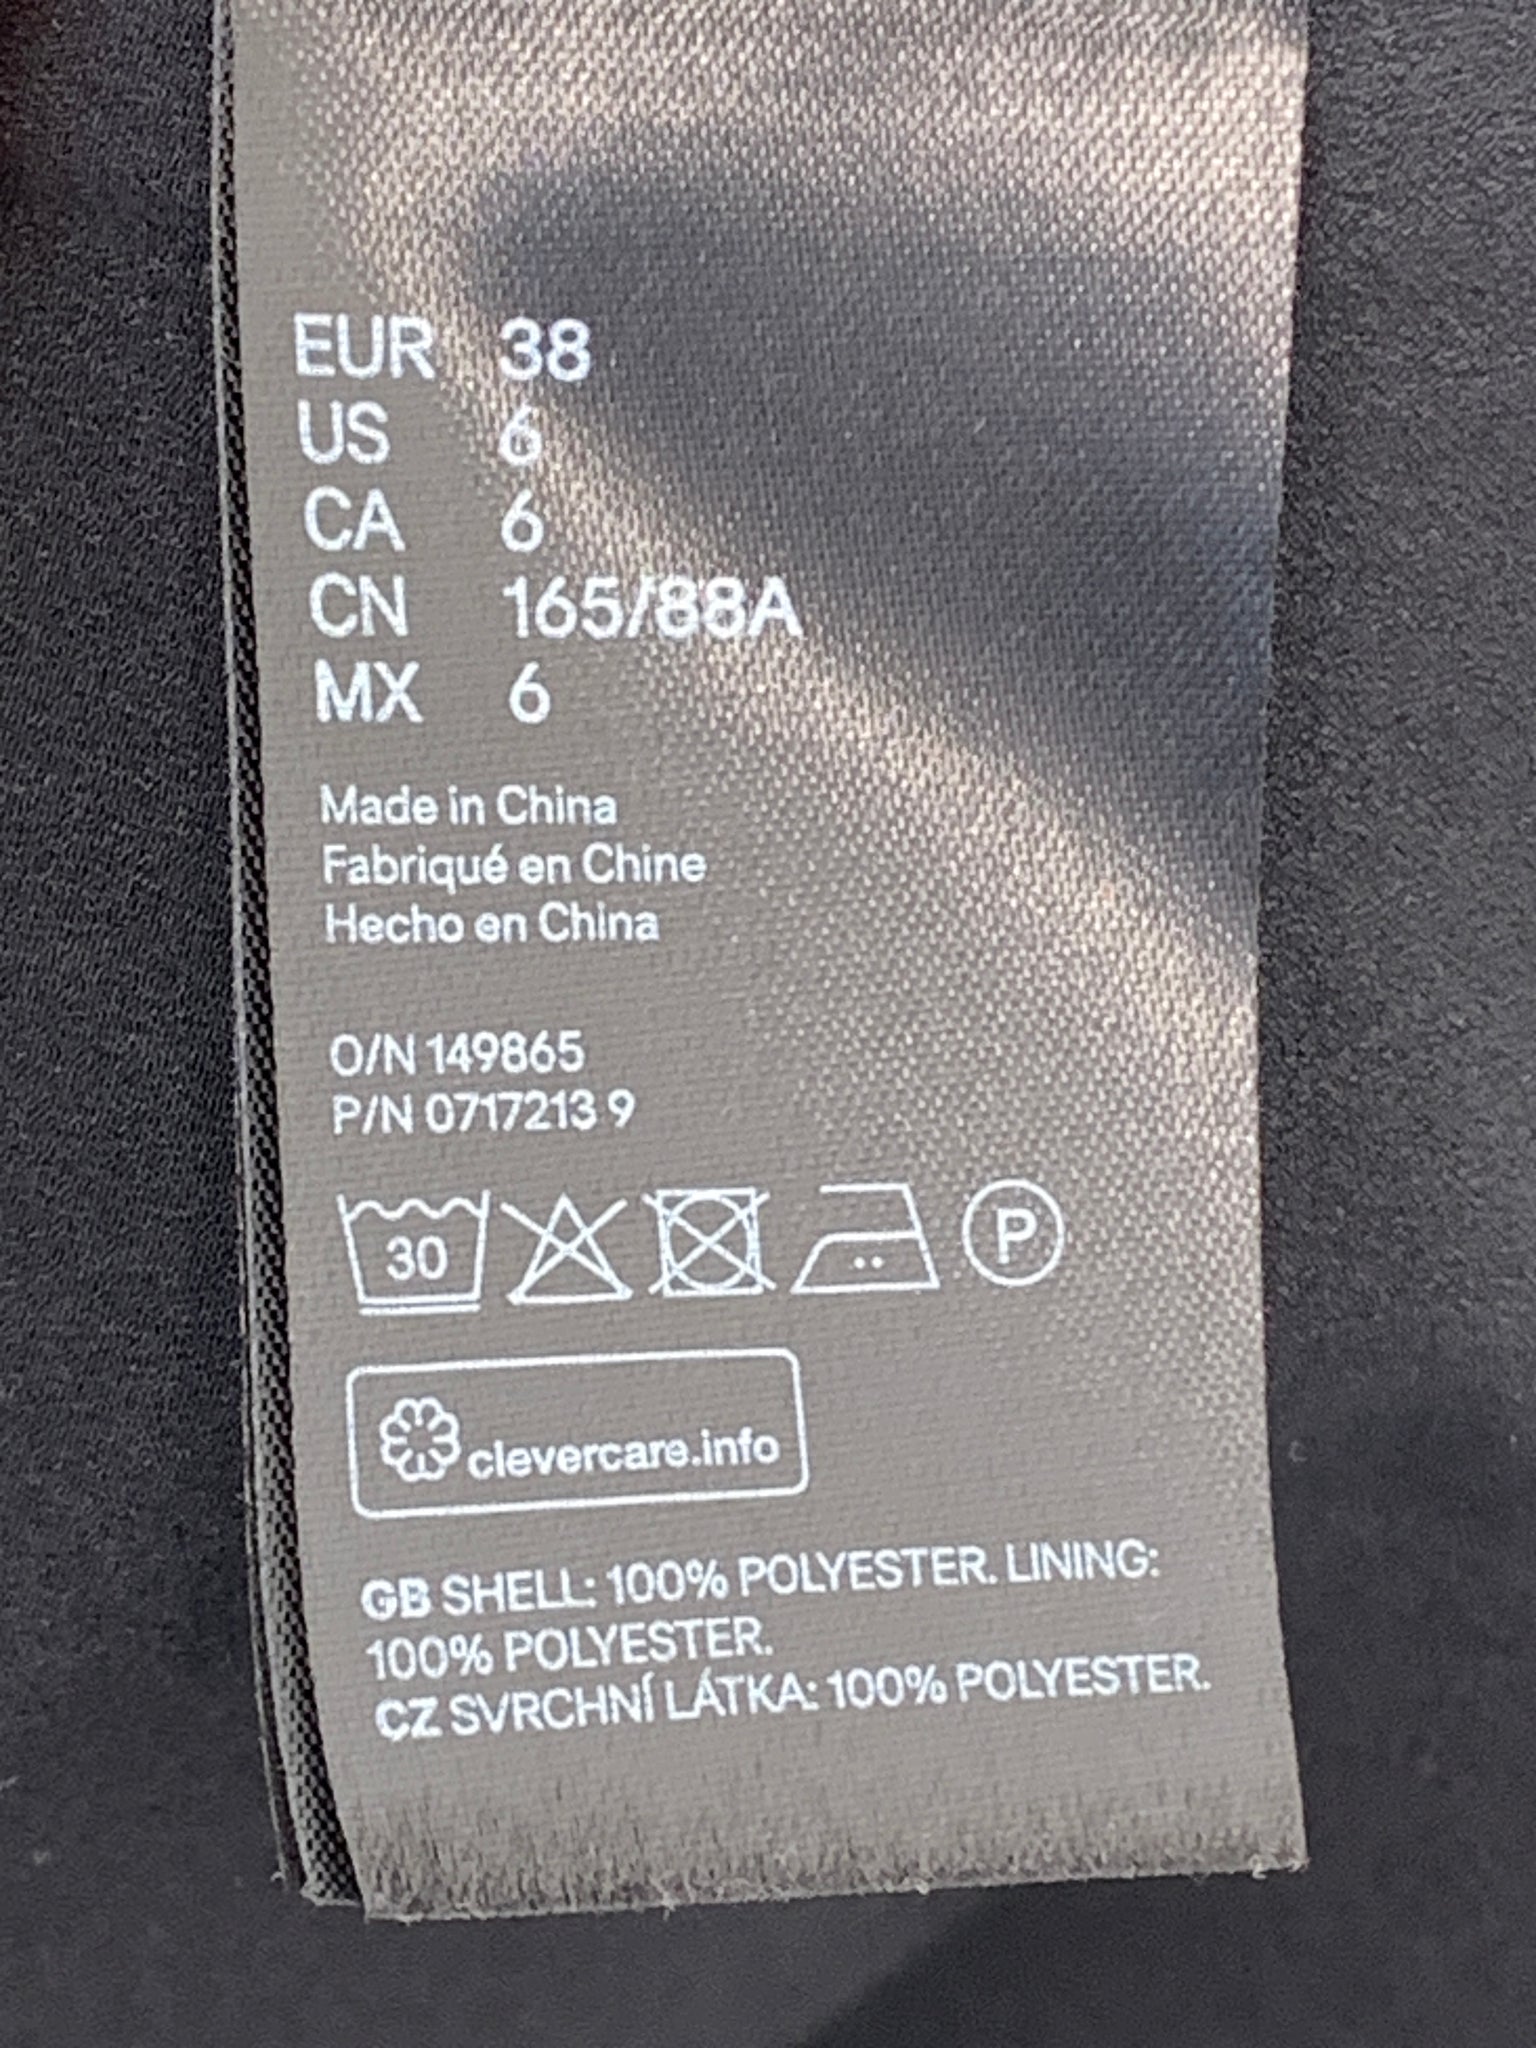 EUR 38
US 6
CA 6
CN 165/88A
MX 6
Made in China
Fabriqué en Chine
Hecho en China
O/N 149865
P/N 0717213 9
30 P
clevercare.info
GB SHELL: 100% POLYESTER. LINING:
100% POLYESTER.
CZ SVRCHNÍ LÁTKA: 100% POLYESTER.